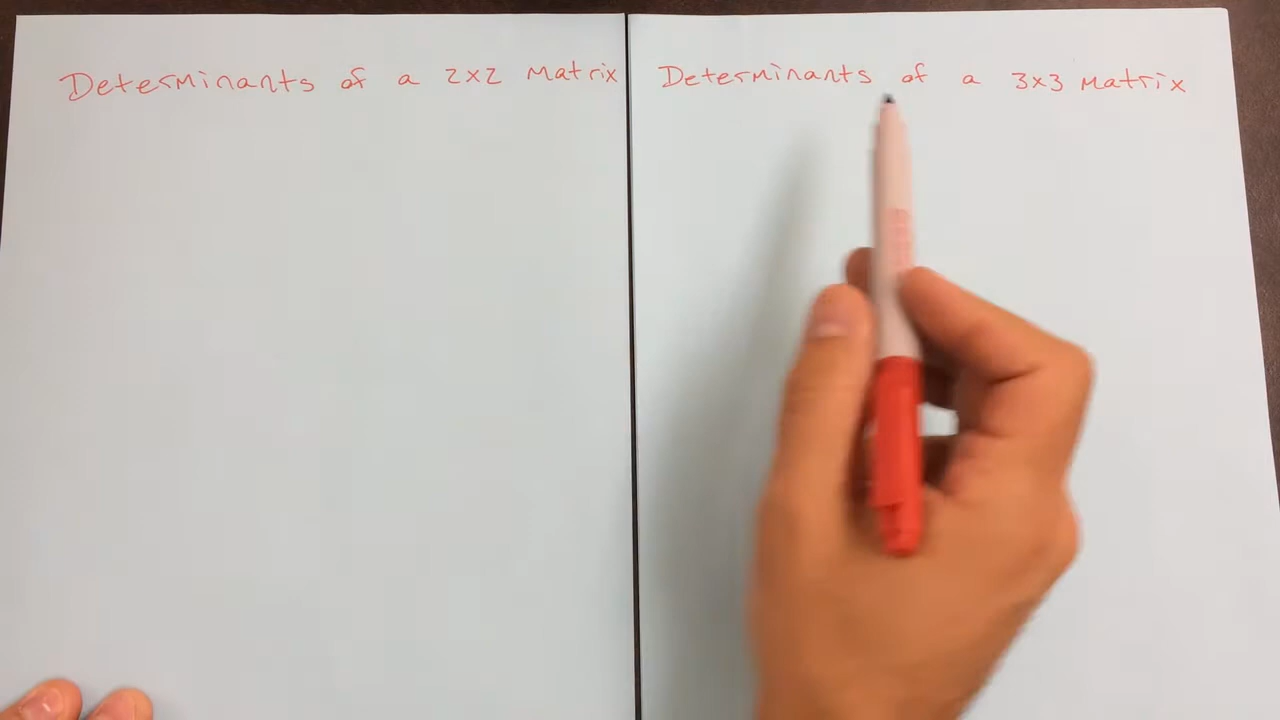 Determinants of a 2x2 Matrix
Determinants of a 3x3 Matrix